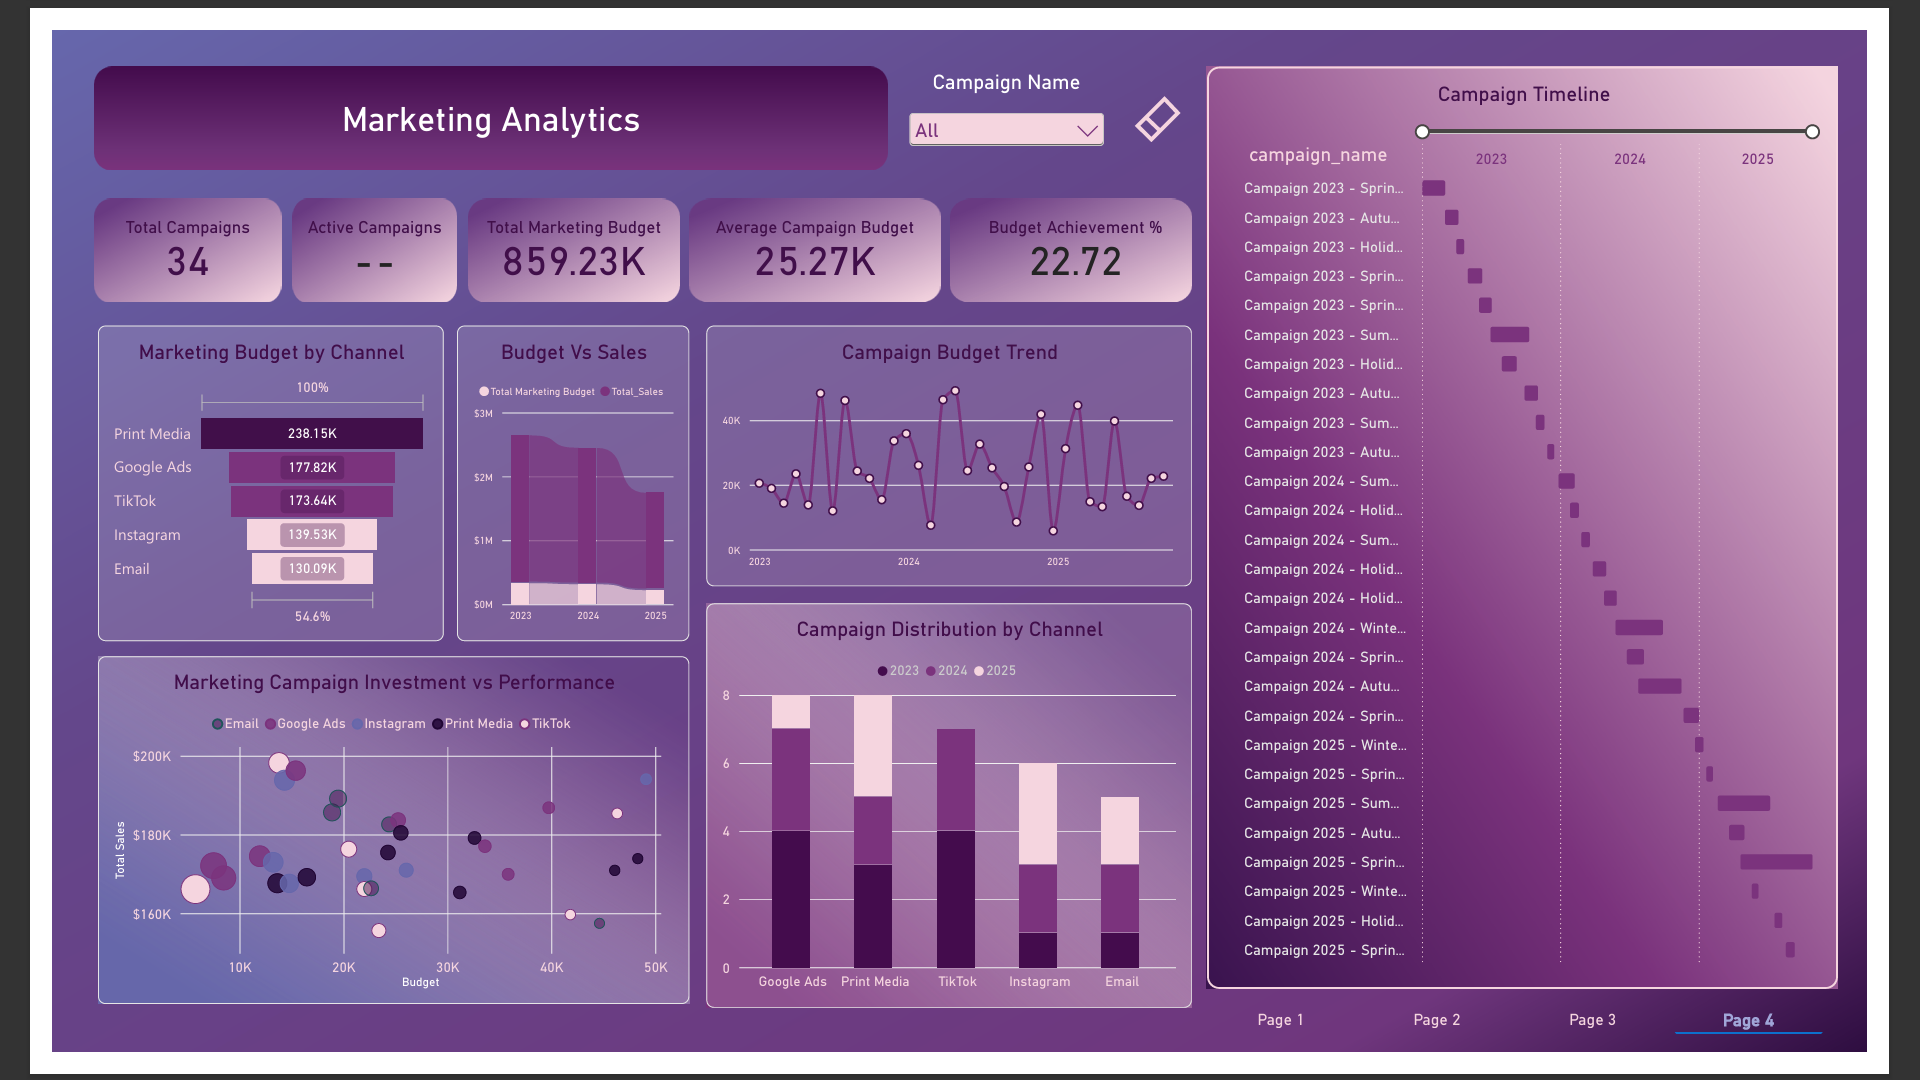 Marketing Analytics
Campaign Name
All
Total Campaigns
34
Active Campaigns
--
Total Marketing Budget
859.23K
Average Campaign Budget
25.27K
Budget Achievement %
22.72
Marketing Budget by Channel
100%
Print Media 238.15K
Google Ads 177.82K
TikTok 173.64K
Instagram 139.53K
Email 130.09K
54.6%
Budget Vs Sales
Total Marketing Budget Total_Sales
$3M
$2M
$1M
$0M
2023 2024 2025
Campaign Budget Trend
40K
20K
0K
2023 2024 2025
Marketing Campaign Investment vs Performance
Email Google Ads Instagram Print Media TikTok
$200K
$180K
$160K
Total Sales
10K 20K 30K 40K 50K
Budget
Campaign Distribution by Channel
2023 2024 2025
8
6
4
2
0
Google Ads Print Media TikTok Instagram Email
Campaign Timeline
campaign_name 2023 2024 2025
Campaign 2023 - Sprin...
Campaign 2023 - Autu...
Campaign 2023 - Holid...
Campaign 2023 - Sprin...
Campaign 2023 - Sprin...
Campaign 2023 - Sum...
Campaign 2023 - Holid...
Campaign 2023 - Autu...
Campaign 2023 - Sum...
Campaign 2023 - Autu...
Campaign 2024 - Sum...
Campaign 2024 - Holid...
Campaign 2024 - Sum...
Campaign 2024 - Holid...
Campaign 2024 - Holid...
Campaign 2024 - Winte...
Campaign 2024 - Sprin...
Campaign 2024 - Autu...
Campaign 2024 - Sprin...
Campaign 2025 - Winte...
Campaign 2025 - Sprin...
Campaign 2025 - Sum...
Campaign 2025 - Autu...
Campaign 2025 - Sprin...
Campaign 2025 - Winte...
Campaign 2025 - Holid...
Campaign 2025 - Sprin...
Page 1 Page 2 Page 3 Page 4